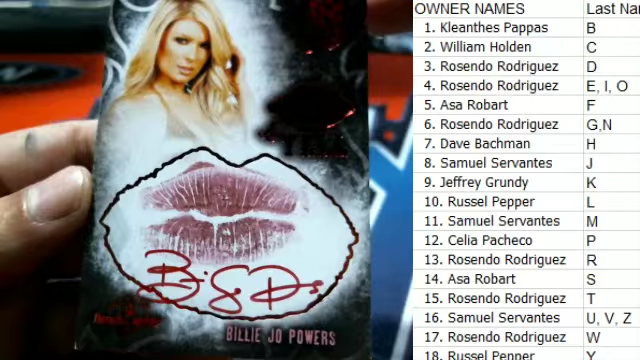 OWNER NAMES Last Na
1. Kleanthes Pappas B
2. William Holden C
3. Rosendo Rodriguez D
4. Rosendo Rodriguez E, I, O
5. Asa Robart F
6. Rosendo Rodriguez G,N
7. Dave Bachman H
8. Samuel Servantes J
9. Jeffrey Grundy K
10. Russel Pepper L
11. Samuel Servantes M
12. Celia Pacheco P
13. Rosendo Rodriguez R
14. Asa Robart S
15. Rosendo Rodriguez T
16. Samuel Servantes U, V, Z
17. Rosendo Rodriguez W
18. Russel Pepper Y
BILLIE JO POWERS